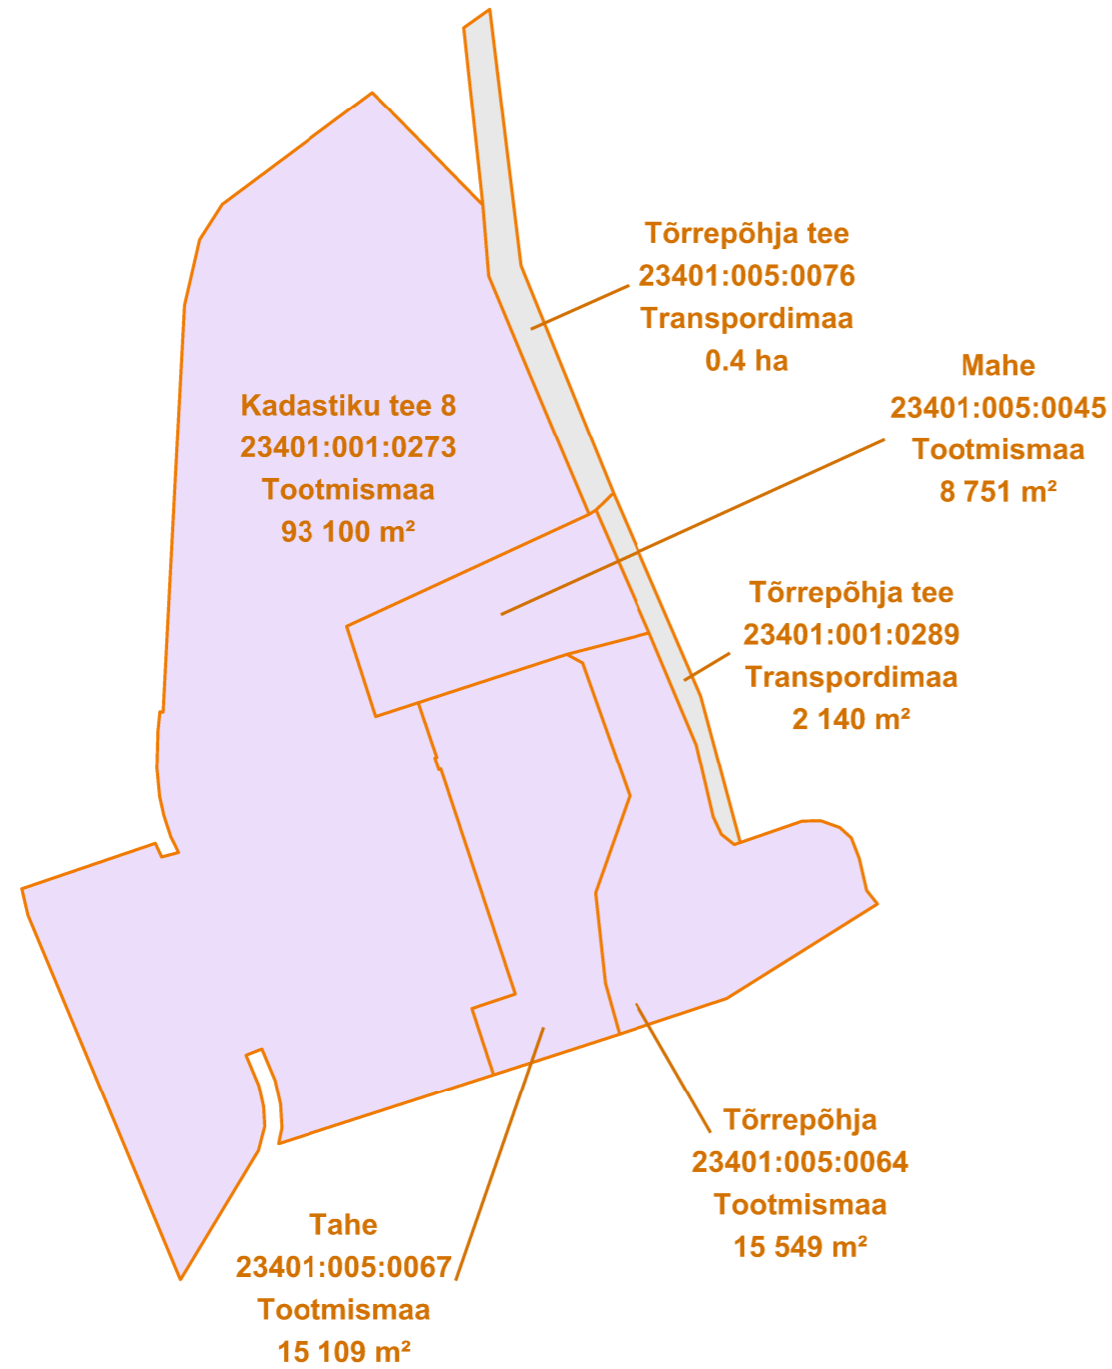 Tõrrepõhja tee
23401:005:0076
Transpordimaa
0.4 ha
Mahe
23401:005:0045
Tootmismaa
8 751 m²
Kadastiku tee 8
23401:001:0273
Tootmismaa
93 100 m²
Tõrrepõhja tee
23401:001:0289
Transpordimaa
2 140 m²
Tõrrepõhja
23401:005:0064
Tootmismaa
15 549 m²
Tahe
23401:005:0067
Tootmismaa
15 109 m²